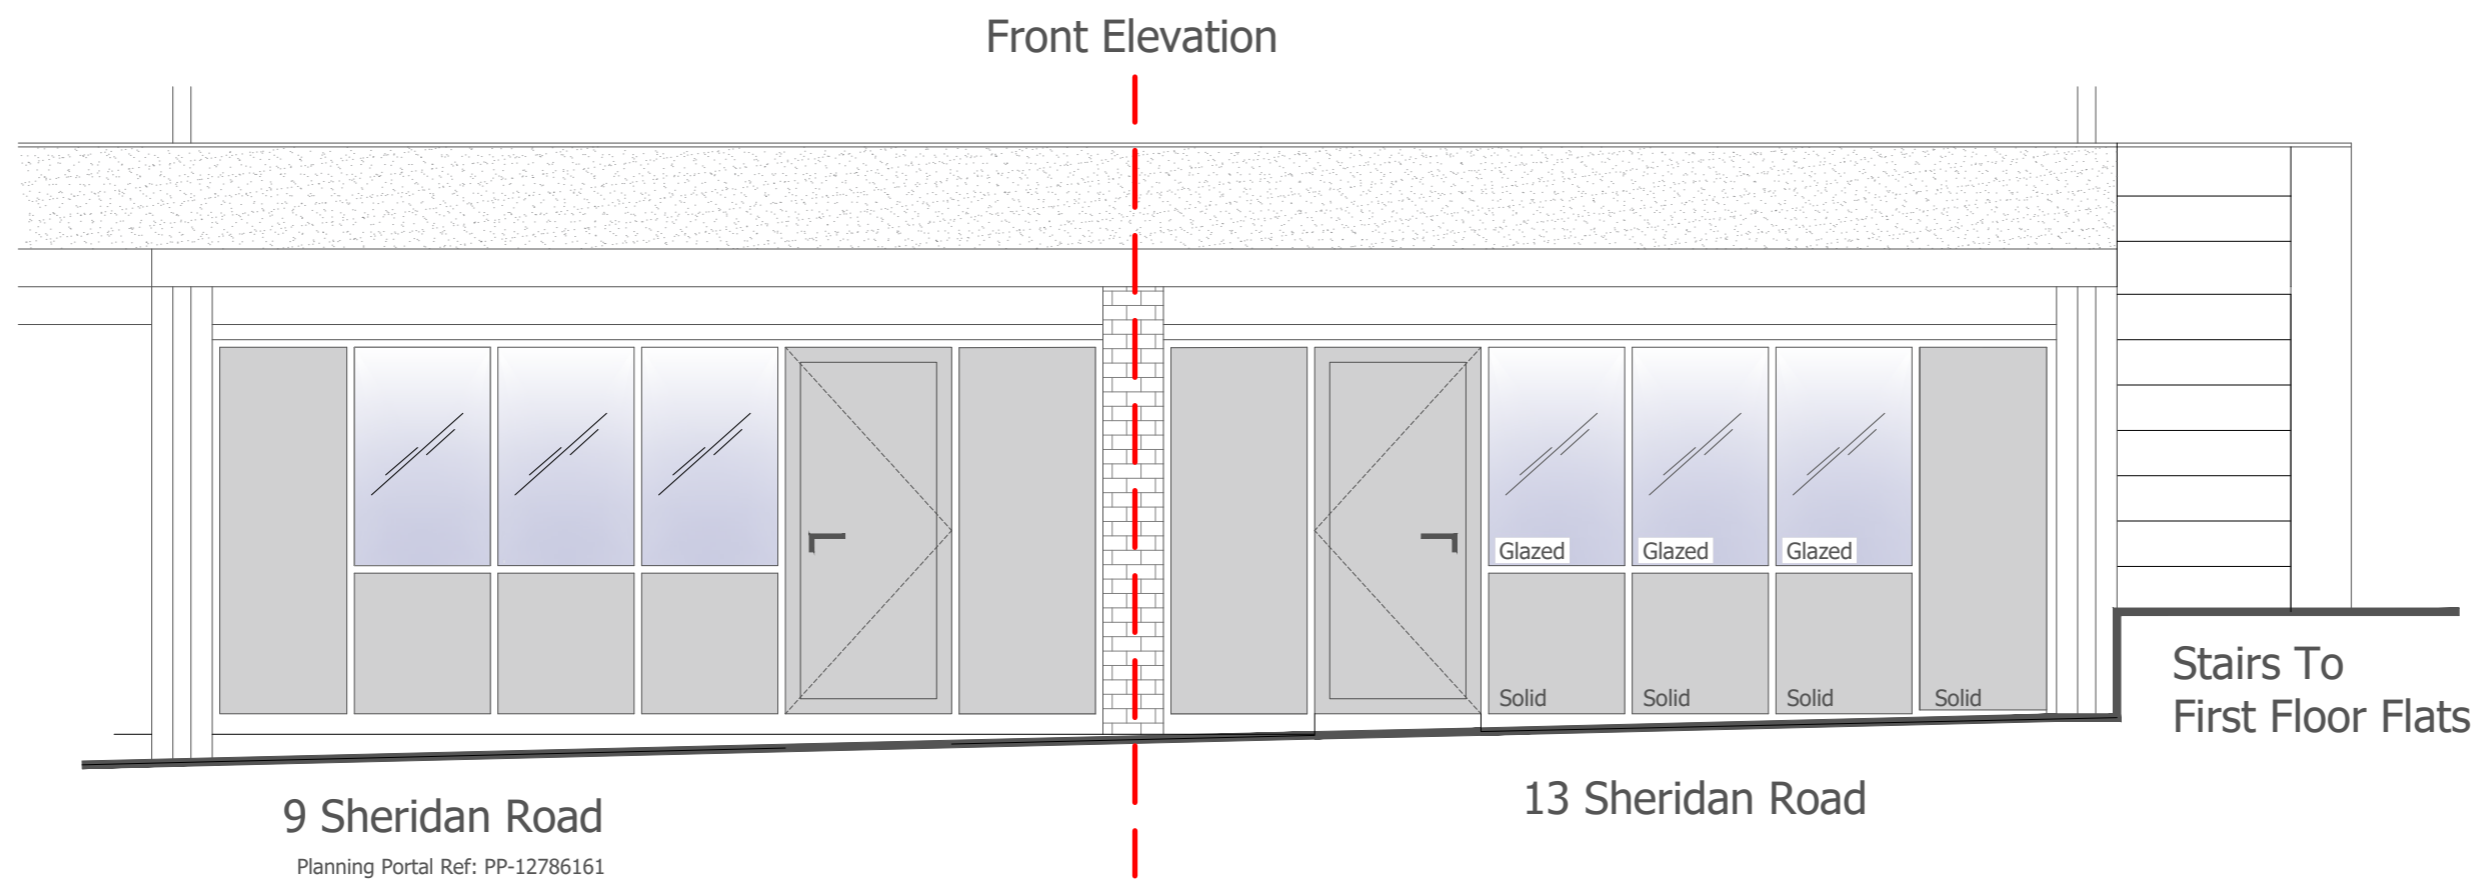 Front Elevation
Glazed
Glazed
Glazed
Solid
Solid
Solid
Solid
Stairs To
First Floor Flats
9 Sheridan Road
Planning Portal Ref: PP-12786161
13 Sheridan Road